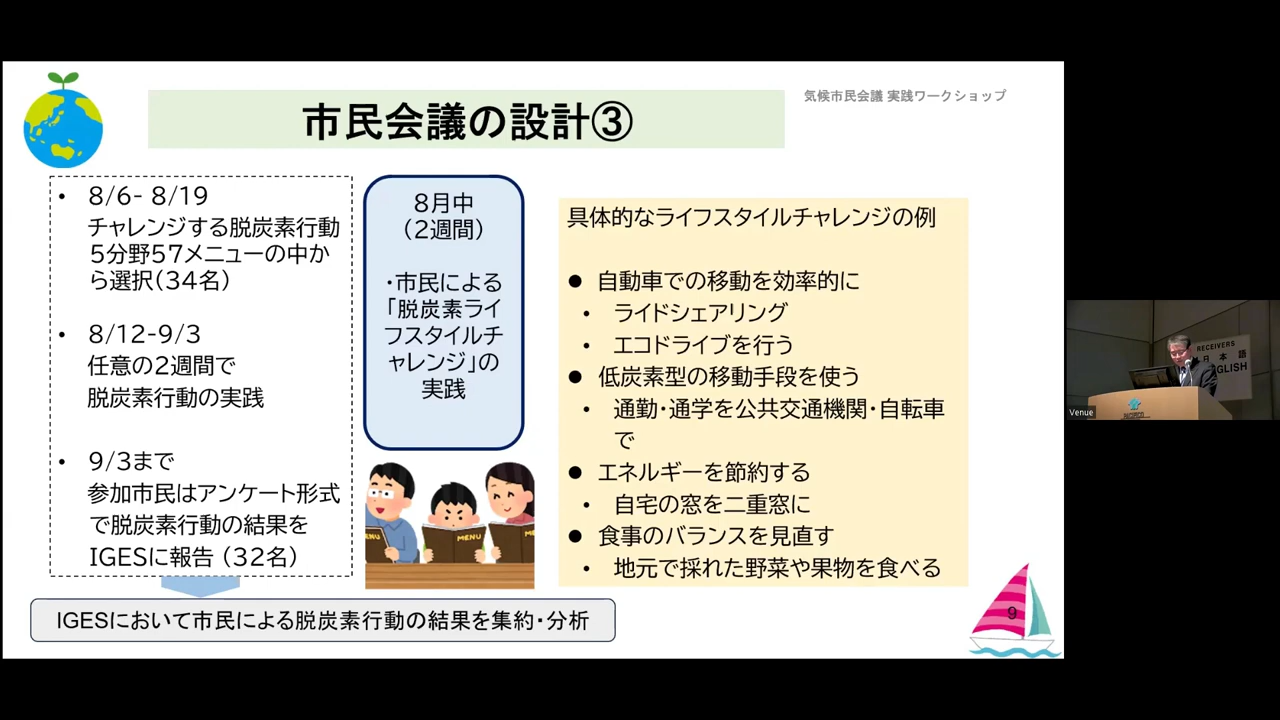 気候市民会議 実践ワークショップ
市民会議の設計③
• 8/6- 8/19
チャレンジする脱炭素行動
5分野57メニューの中か
ら選択(34名)
• 8/12-9/3
任意の2週間で
脱炭素行動の実践
• 9/3まで
参加市民はアンケート形式
で脱炭素行動の結果を
IGESに報告 (32名)
8月中
(2週間)
・市民による
「脱炭素ライ
フスタイルチ
ャレンジ」の
実践
MENU
MENU
具体的なライフスタイルチャレンジの例
● 自動車での移動を効率的に
• ライドシェアリング
• エコドライブを行う
● 低炭素型の移動手段を使う
• 通勤・通学を公共交通機関・自転車
で
● エネルギーを節約する
• 自宅の窓を二重窓に
● 食事のバランスを見直す
• 地元で採れた野菜や果物を食べる
IGESにおいて市民による脱炭素行動の結果を集約・分析
9
RECEIVERS
日本語
GLISH
Venue